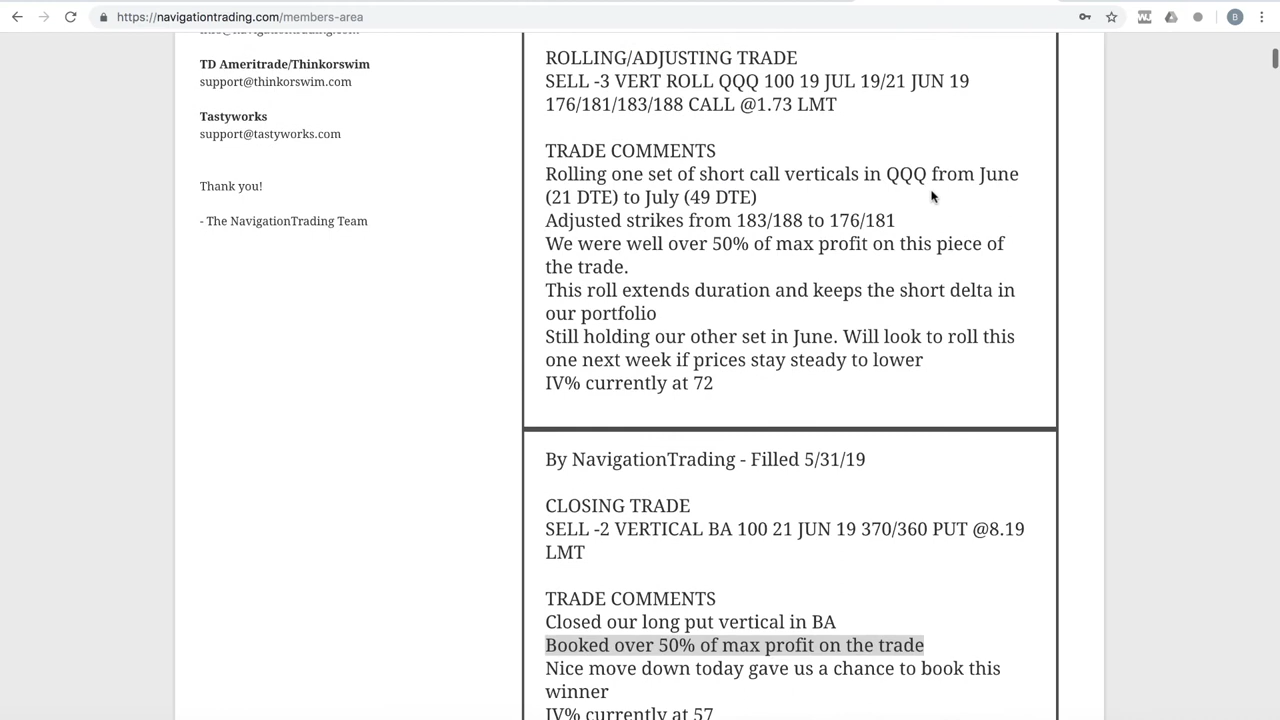 https://navigationtrading.com/members-area
B
TD Ameritrade/Thinkorswim
support@thinkorswim.com
Tastyworks
support@tastyworks.com
Thank you!
- The NavigationTrading Team
ROLLING/ADJUSTING TRADE
SELL -3 VERT ROLL QQQ 100 19 JUL 19/21 JUN 19
176/181/183/188 CALL @1.73 LMT
TRADE COMMENTS
Rolling one set of short call verticals in QQQ from June
(21 DTE) to July (49 DTE)
Adjusted strikes from 183/188 to 176/181
We were well over 50% of max profit on this piece of
the trade.
This roll extends duration and keeps the short delta in
our portfolio
Still holding our other set in June. Will look to roll this
one next week if prices stay steady to lower
IV% currently at 72
By NavigationTrading - Filled 5/31/19
CLOSING TRADE
SELL -2 VERTICAL BA 100 21 JUN 19 370/360 PUT @8.19
LMT
TRADE COMMENTS
Closed our long put vertical in BA
Booked over 50% of max profit on the trade
Nice move down today gave us a chance to book this
winner
IV% currently at 57